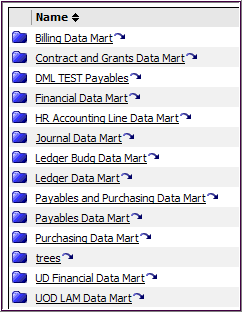 Name
Billing Data Mart
Contract and Grants Data Mart
DML TEST Payables
Financial Data Mart
HR Accounting Line Data Mart
Journal Data Mart
Ledger Budg Data Mart
Ledger Data Mart
Payables and Purchasing Data Mart
Payables Data Mart
Purchasing Data Mart
trees
UD Financial Data Mart
UOD LAM Data Mart